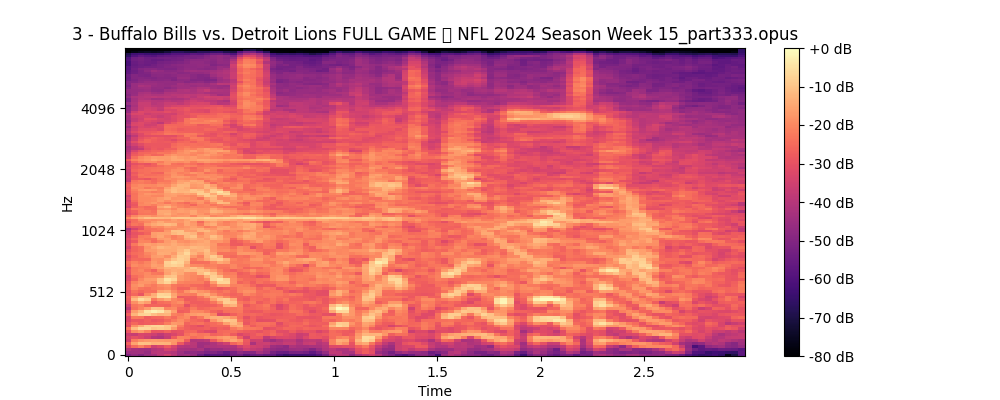 3 - Buffalo Bills vs. Detroit Lions FULL GAME ▯ NFL 2024 Season Week 15_part333.opus
+0 dB
4096
-10 dB
-20 dB
2048
-30 dB
Hz
1024
-40 dB
-50 dB
512
-60 dB
-70 dB
0
-80 dB
0 0.5 1 1.5 2 2.5
Time